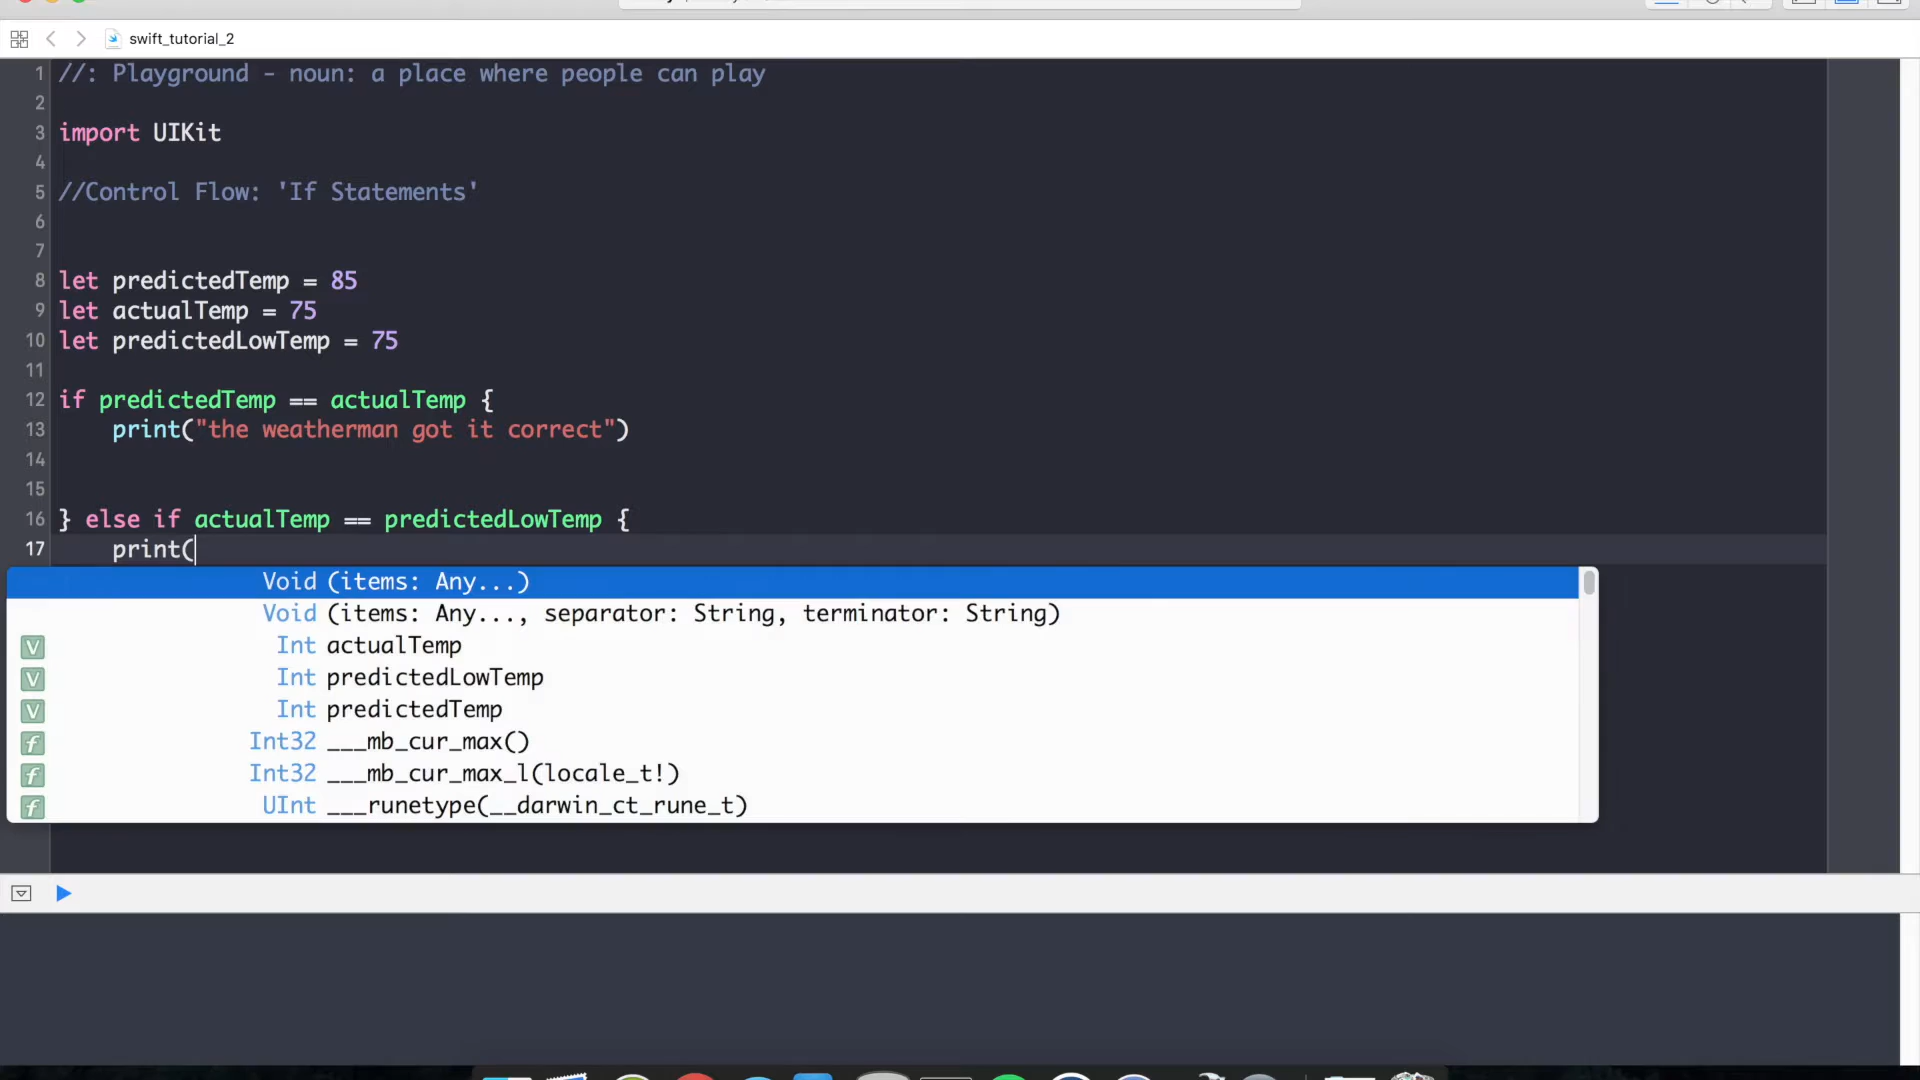 swift_tutorial_2
1 //: Playground - noun: a place where people can play
2
3 import UIKit
4
5 //Control Flow: 'If Statements'
6
7
8 let predictedTemp = 85
9 let actualTemp = 75
10 let predictedLowTemp = 75
11
12 if predictedTemp == actualTemp {
13 print("the weatherman got it correct")
14
15
16 } else if actualTemp == predictedLowTemp {
17 print(
Void (items: Any...)
Void (items: Any..., separator: String, terminator: String)
V Int actualTemp
V Int predictedLowTemp
V Int predictedTemp
f Int32 ___mb_cur_max()
f Int32 ___mb_cur_max_l(locale_t!)
f UInt ___runetype(__darwin_ct_rune_t)